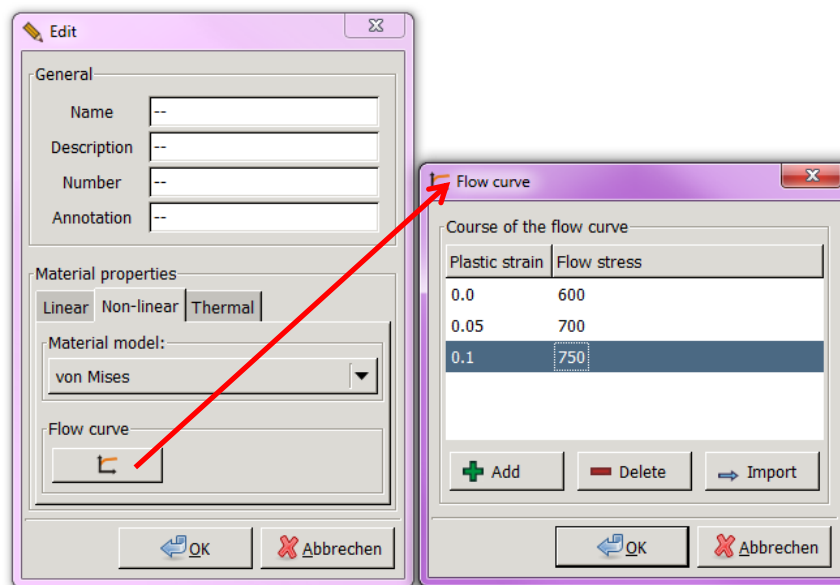 Edit
General
Name --
Description --
Number --
Annotation --
Material properties
Linear Non-linear Thermal
Material model:
von Mises
Flow curve
OK Abbrechen
Flow curve
Course of the flow curve
Plastic strain Flow stress
0.0 600
0.05 700
0.1 750
Add Delete Import
OK Abbrechen